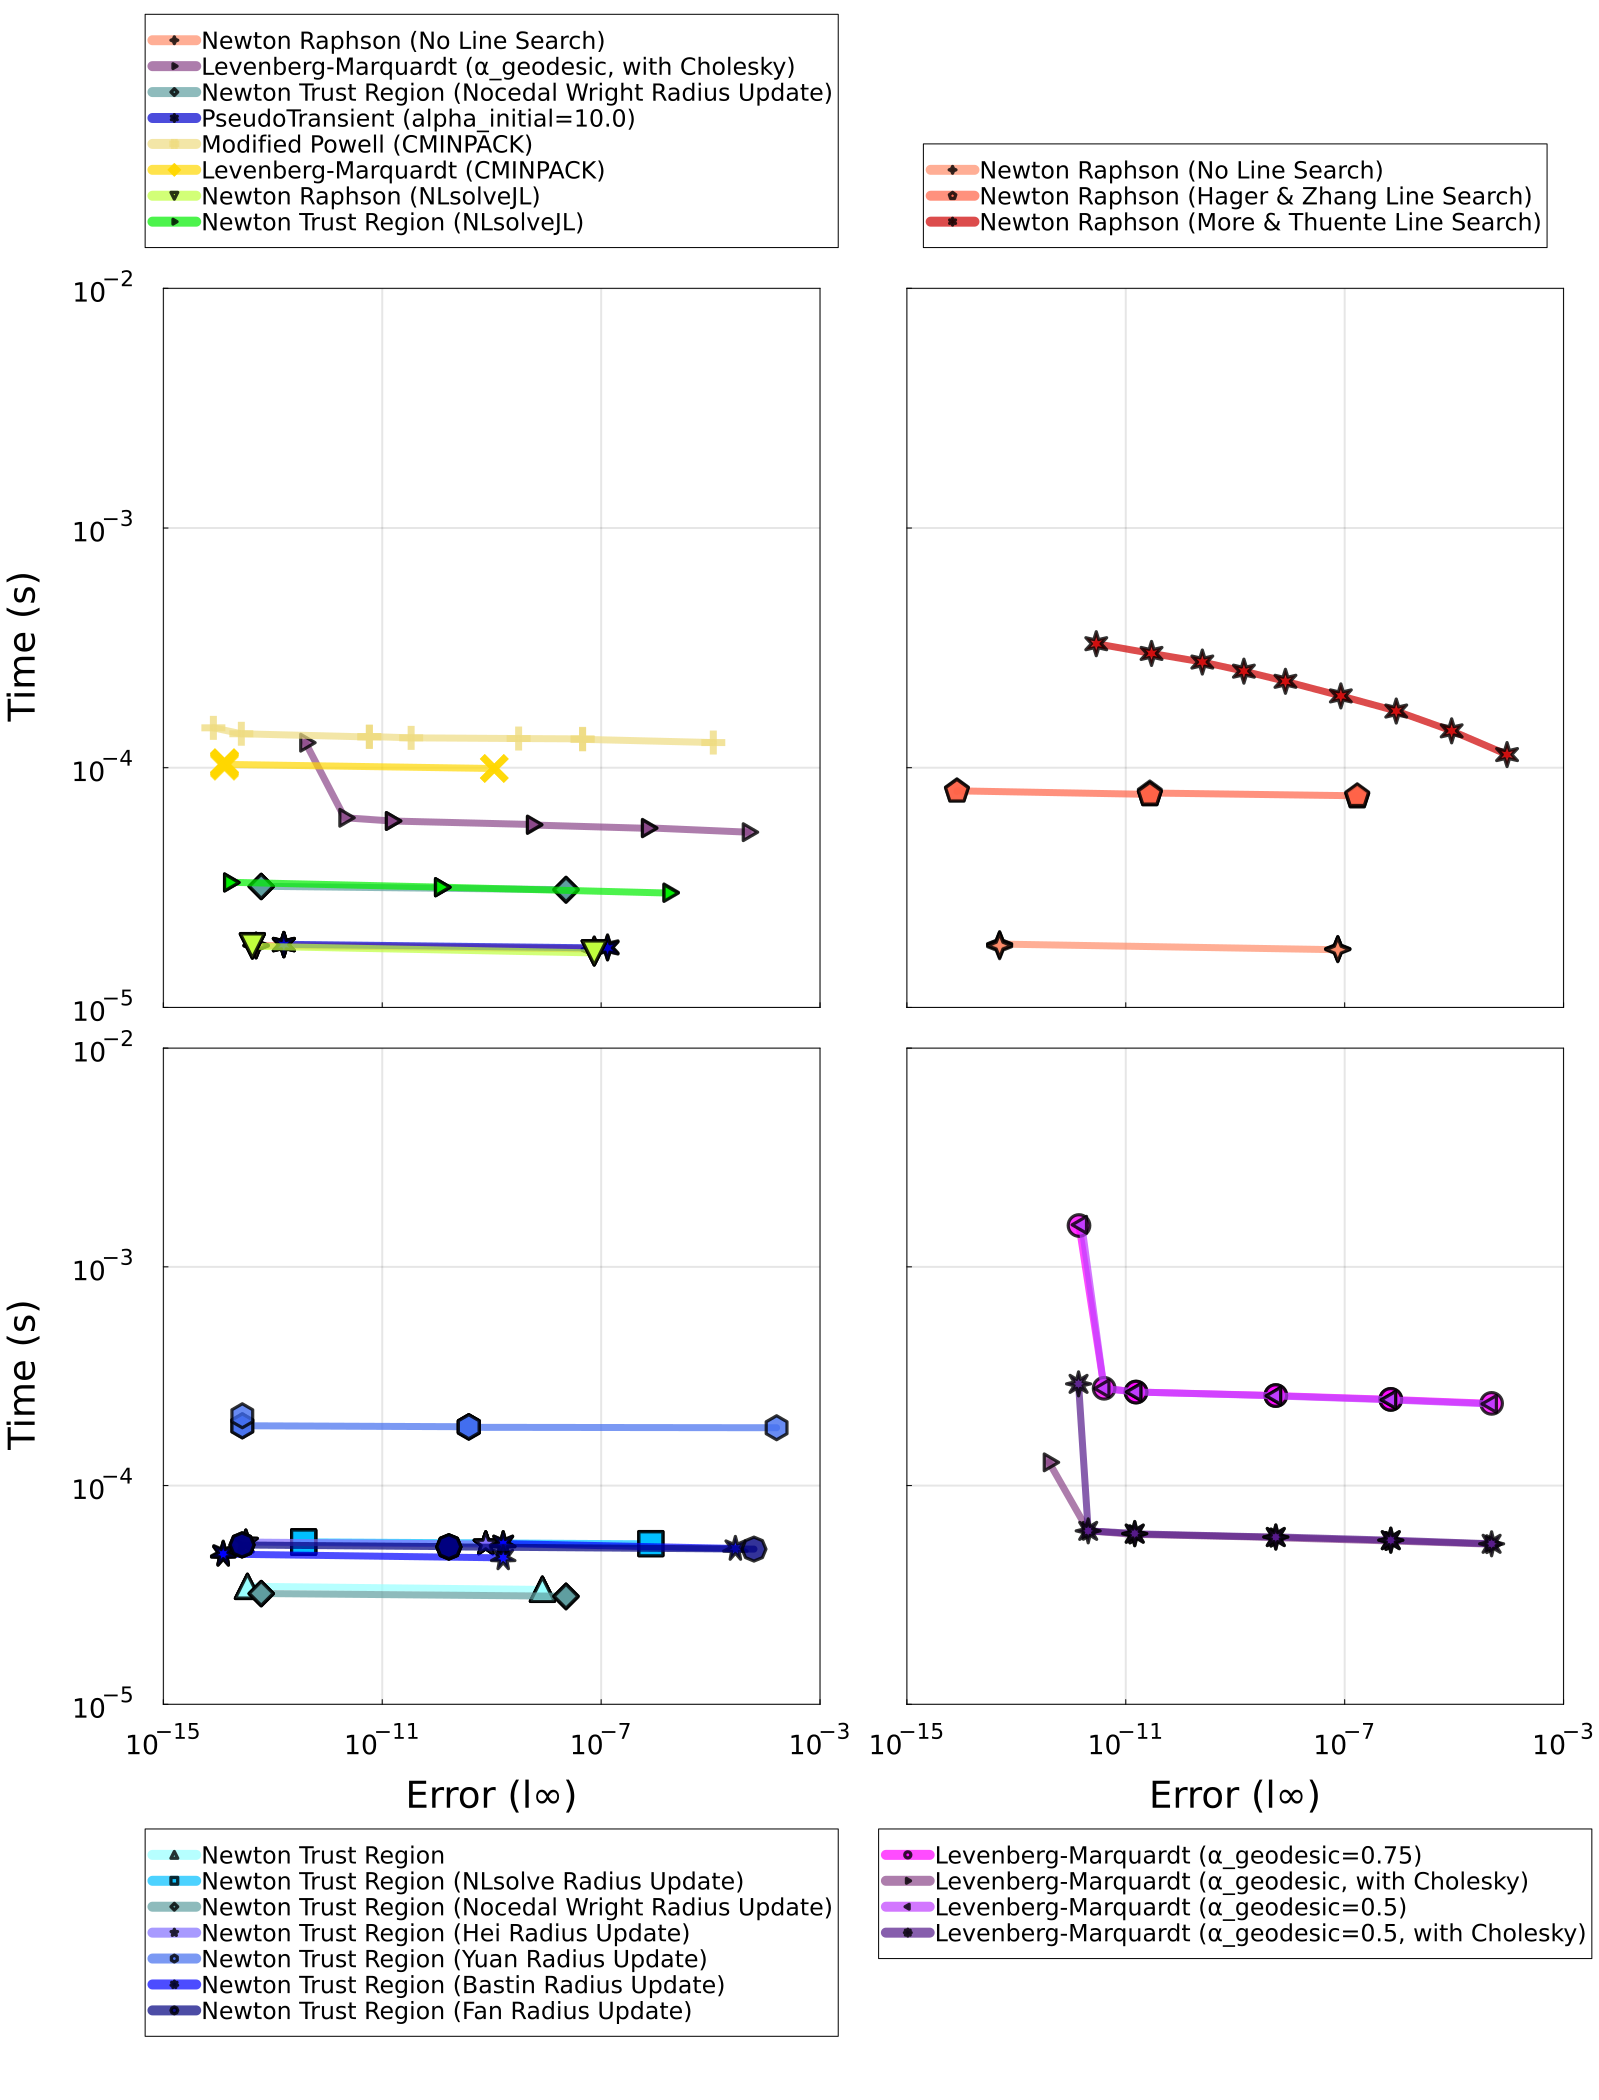 Newton Raphson (No Line Search)
Levenberg-Marquardt (α_geodesic, with Cholesky)
Newton Trust Region (Nocedal Wright Radius Update)
PseudoTransient (alpha_initial=10.0)
Modified Powell (CMINPACK)
Levenberg-Marquardt (CMINPACK)
Newton Raphson (NLsolveJL)
Newton Trust Region (NLsolveJL)
Newton Raphson (No Line Search)
Newton Raphson (Hager & Zhang Line Search)
Newton Raphson (More & Thuente Line Search)
10⁻²
10⁻³
10⁻⁴
10⁻⁵
Time (s)
10⁻²
10⁻³
10⁻⁴
10⁻⁵
Time (s)
10⁻¹⁵ 10⁻¹¹ 10⁻⁷ 10⁻³
Error (l∞)
10⁻¹⁵ 10⁻¹¹ 10⁻⁷ 10⁻³
Error (l∞)
Newton Trust Region
Newton Trust Region (NLsolve Radius Update)
Newton Trust Region (Nocedal Wright Radius Update)
Newton Trust Region (Hei Radius Update)
Newton Trust Region (Yuan Radius Update)
Newton Trust Region (Bastin Radius Update)
Newton Trust Region (Fan Radius Update)
Levenberg-Marquardt (α_geodesic=0.75)
Levenberg-Marquardt (α_geodesic, with Cholesky)
Levenberg-Marquardt (α_geodesic=0.5)
Levenberg-Marquardt (α_geodesic=0.5, with Cholesky)